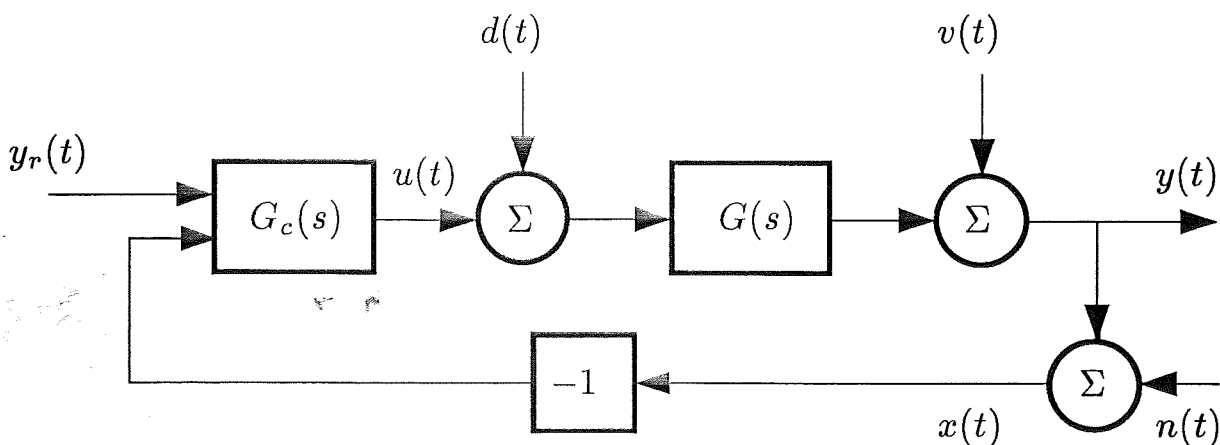 d(t) v(t)
y_r(t) u(t) y(t)
G_c(s) Σ G(s) Σ
−1 Σ
x(t) n(t)